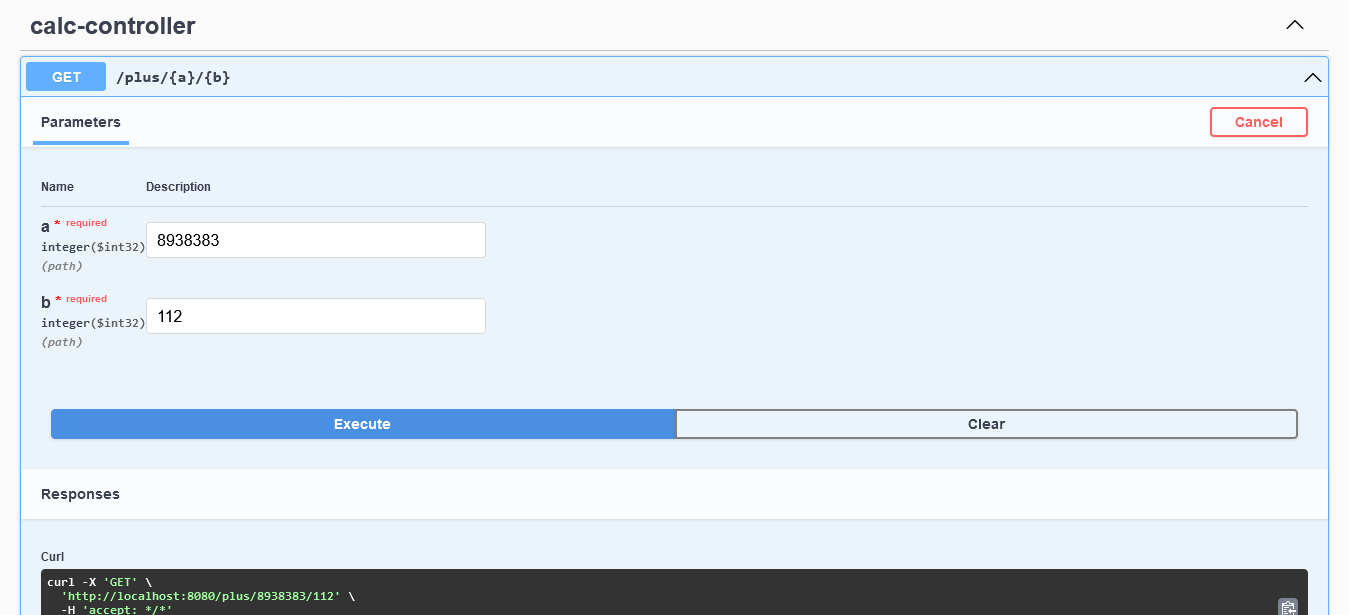 calc-controller
GET /plus/{a}/{b}
Parameters
Cancel
Name Description
a * required
integer($int32)
(path)
8938383
b * required
integer($int32)
(path)
112
Execute
Clear
Responses
Curl
curl -X 'GET' \
'http://localhost:8080/plus/8938383/112' \
-H 'accept: */*'